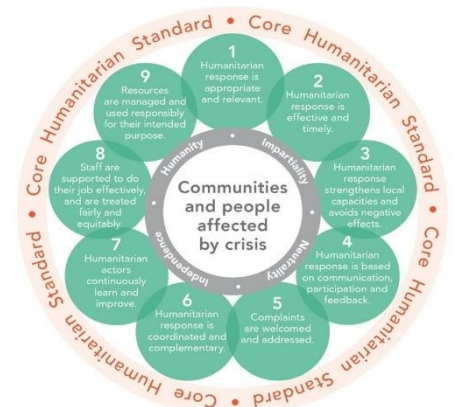 Core Humanitarian Standard • Core Humanitarian Standard • Core Humanitarian Standard • Core Humanitarian Standard •
1
Humanitarian
response is
appropriate
and relevant.
2
Humanitarian
response is
effective and
timely.
3
Humanitarian
response
strengthens local
capacities and
avoids negative
effects.
4
Humanitarian
response is based
on communication,
participation and
feedback.
5
Complaints
are welcomed
and addressed.
6
Humanitarian
response is
coordinated and
complementary.
7
Humanitarian
actors
continuously
learn and
improve.
8
Staff are
supported to do
their job effectively,
and are treated
fairly and
equitably.
9
Resources
are managed and
used responsibly
for their intended
purpose.
Humanity • Impartiality • Neutrality • Independence •
Communities
and people
affected
by crisis